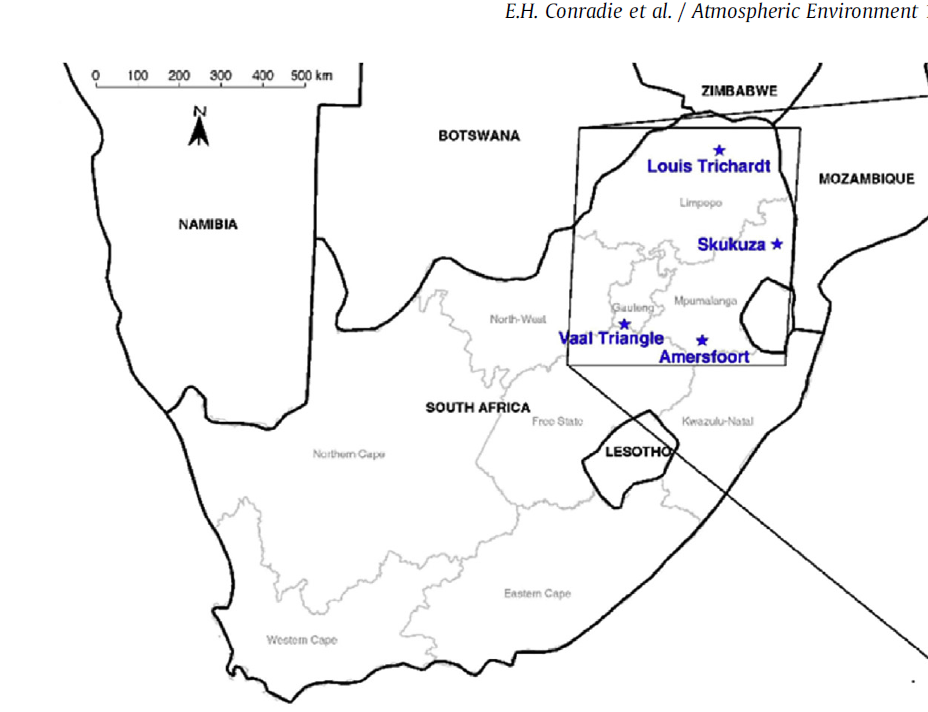 E.H. Conradie et al. / Atmospheric Environment
0 100 200 300 400 500 km
N
ZIMBABWE
BOTSWANA
Louis Trichardt
MOZAMBIQUE
Limpopo
NAMIBIA
Skukuza
Mpumalanga
Gauteng
North-West
Vaal Triangle
Amersfoort
SOUTH AFRICA
Free State
Kwazulu-Natal
LESOTHO
Northern Cape
Eastern Cape
Western Cape